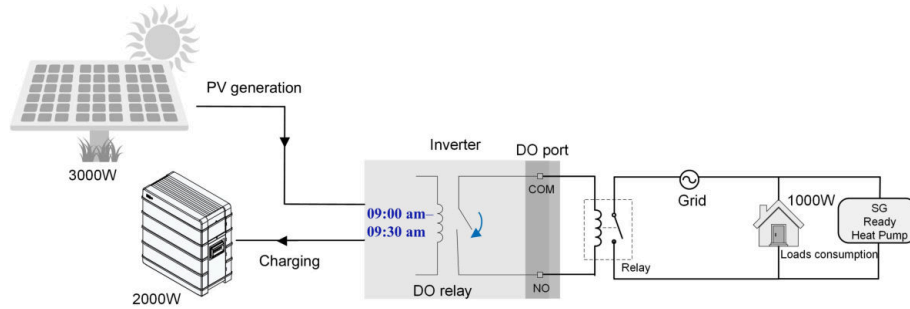 PV generation
3000W
Inverter
DO port
COM
09:00 am
09:30 am
Charging
2000W
DO relay
NO
Relay
Grid
1000W
Loads consumption
SG
Ready
Heat Pump